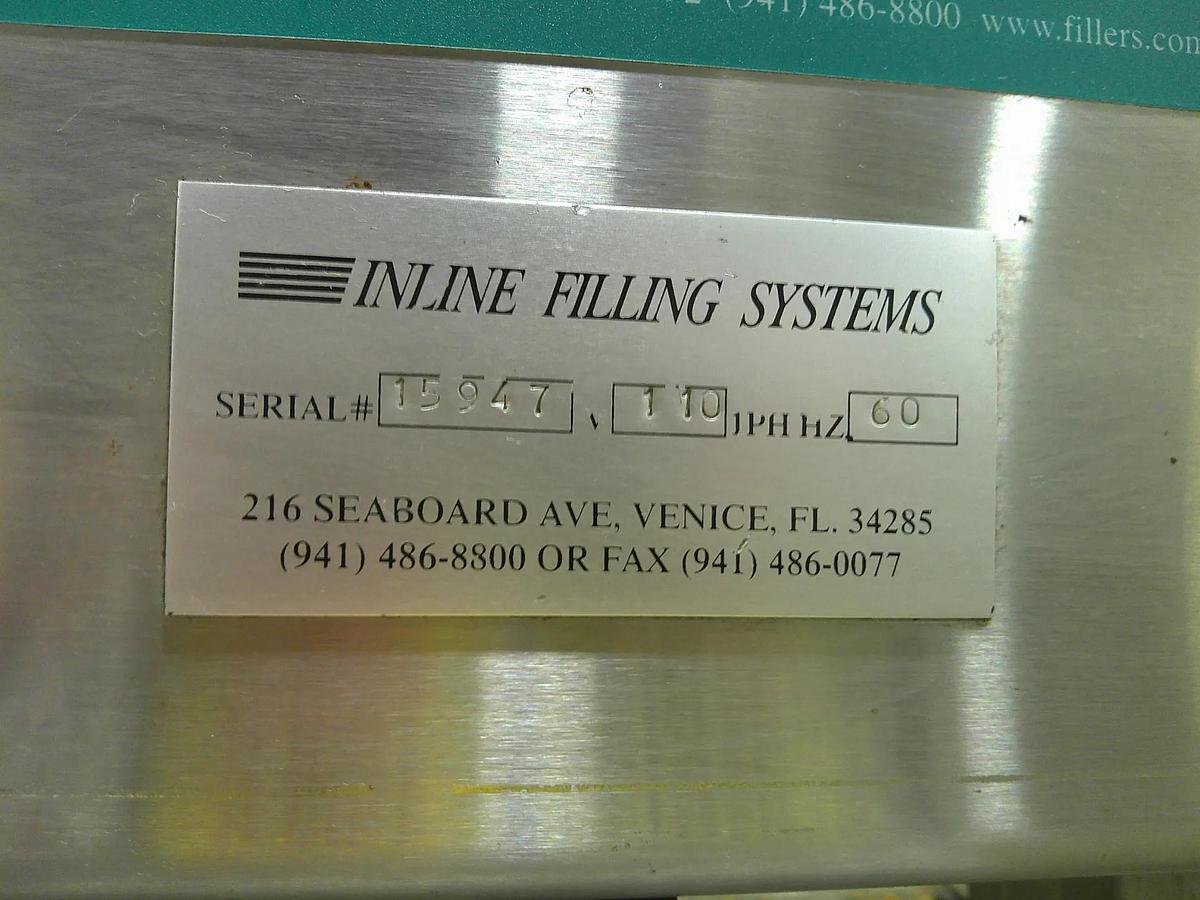 (941) 486-8800 www.fillers.com
INLINE FILLING SYSTEMS
SERIAL# 15947 V 110 1PH HZ. 60
216 SEABOARD AVE, VENICE, FL. 34285
(941) 486-8800 OR FAX (941) 486-0077